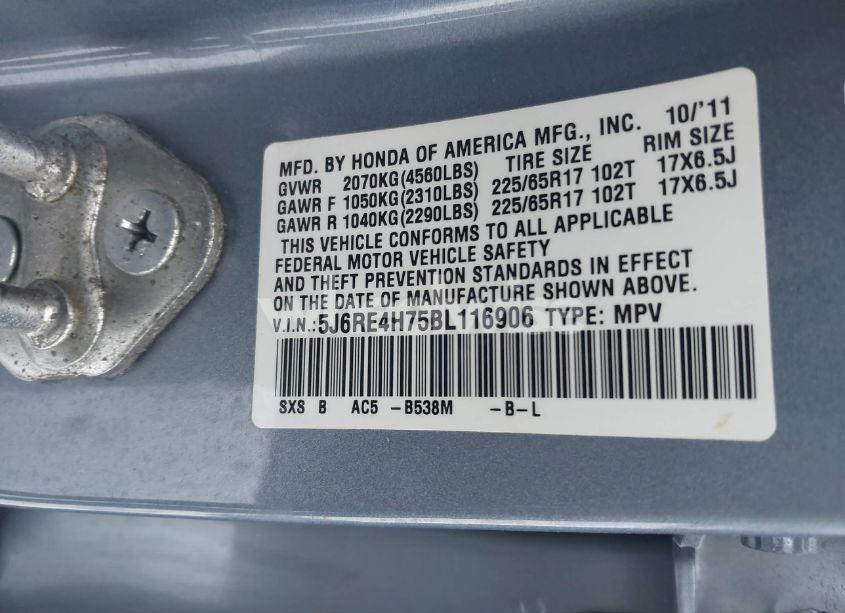 MFD. BY HONDA OF AMERICA MFG., INC. 10/'11
GVWR 2070KG(4560LBS) TIRE SIZE RIM SIZE
GAWR F 1050KG(2310LBS) 225/65R17 102T 17X6.5J
GAWR R 1040KG(2290LBS) 225/65R17 102T 17X6.5J
THIS VEHICLE CONFORMS TO ALL APPLICABLE
FEDERAL MOTOR VEHICLE SAFETY
AND THEFT PREVENTION STANDARDS IN EFFECT
ON THE DATE OF MANUFACTURE SHOWN ABOVE.
V.I.N.:5J6RE4H75BL116906 TYPE: MPV
SXS B AC5 -B538M -B-L